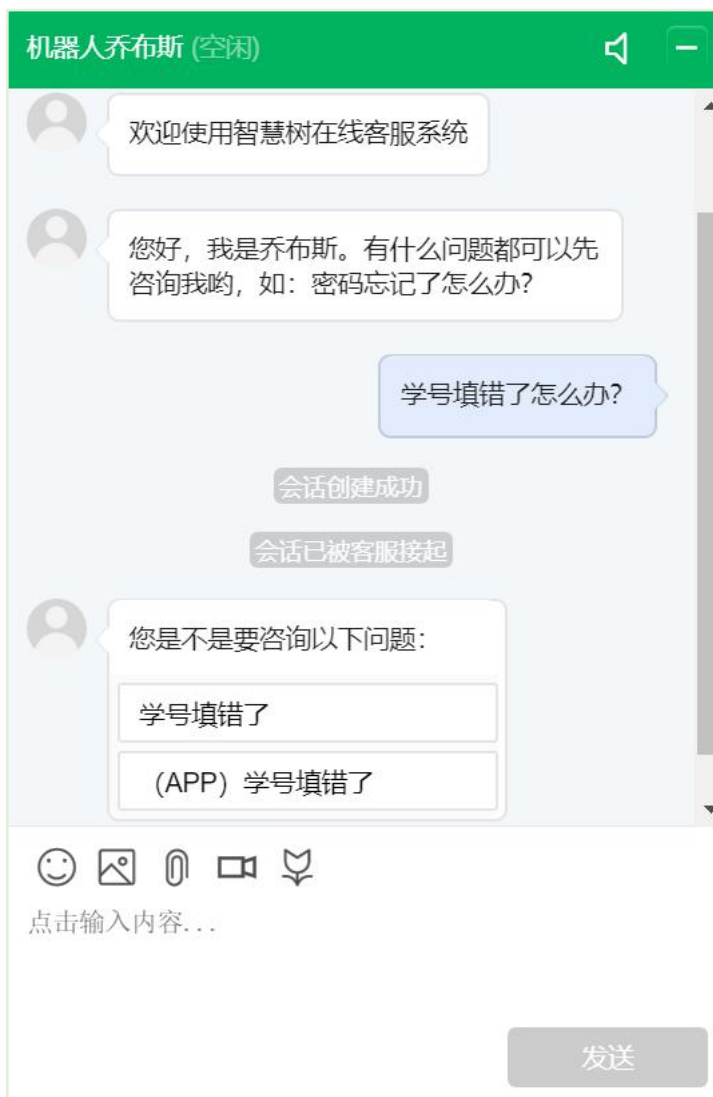 机器人乔布斯 (空闲)
欢迎使用智慧树在线客服系统
您好，我是乔布斯。有什么问题都可以先
咨询我哟，如：密码忘记了怎么办？
学号填错了怎么办？
会话创建成功
会话已被客服接起
您是不是要咨询以下问题：
学号填错了
（APP）学号填错了
点击输入内容...
发送